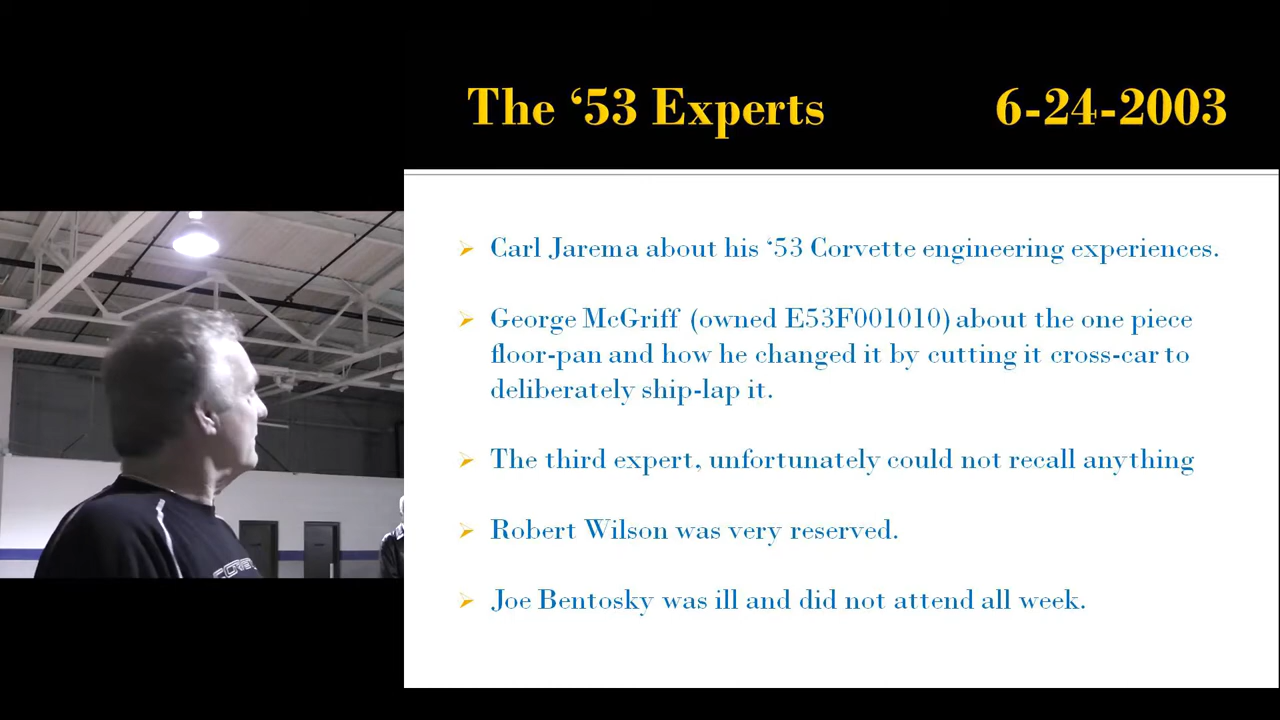 The ‘53 Experts 6-24-2003
Carl Jarema about his ‘53 Corvette engineering experiences.
George McGriff (owned E53F001010) about the one piece
floor-pan and how he changed it by cutting it cross-car to
deliberately ship-lap it.
The third expert, unfortunately could not recall anything
Robert Wilson was very reserved.
Joe Bentosky was ill and did not attend all week.